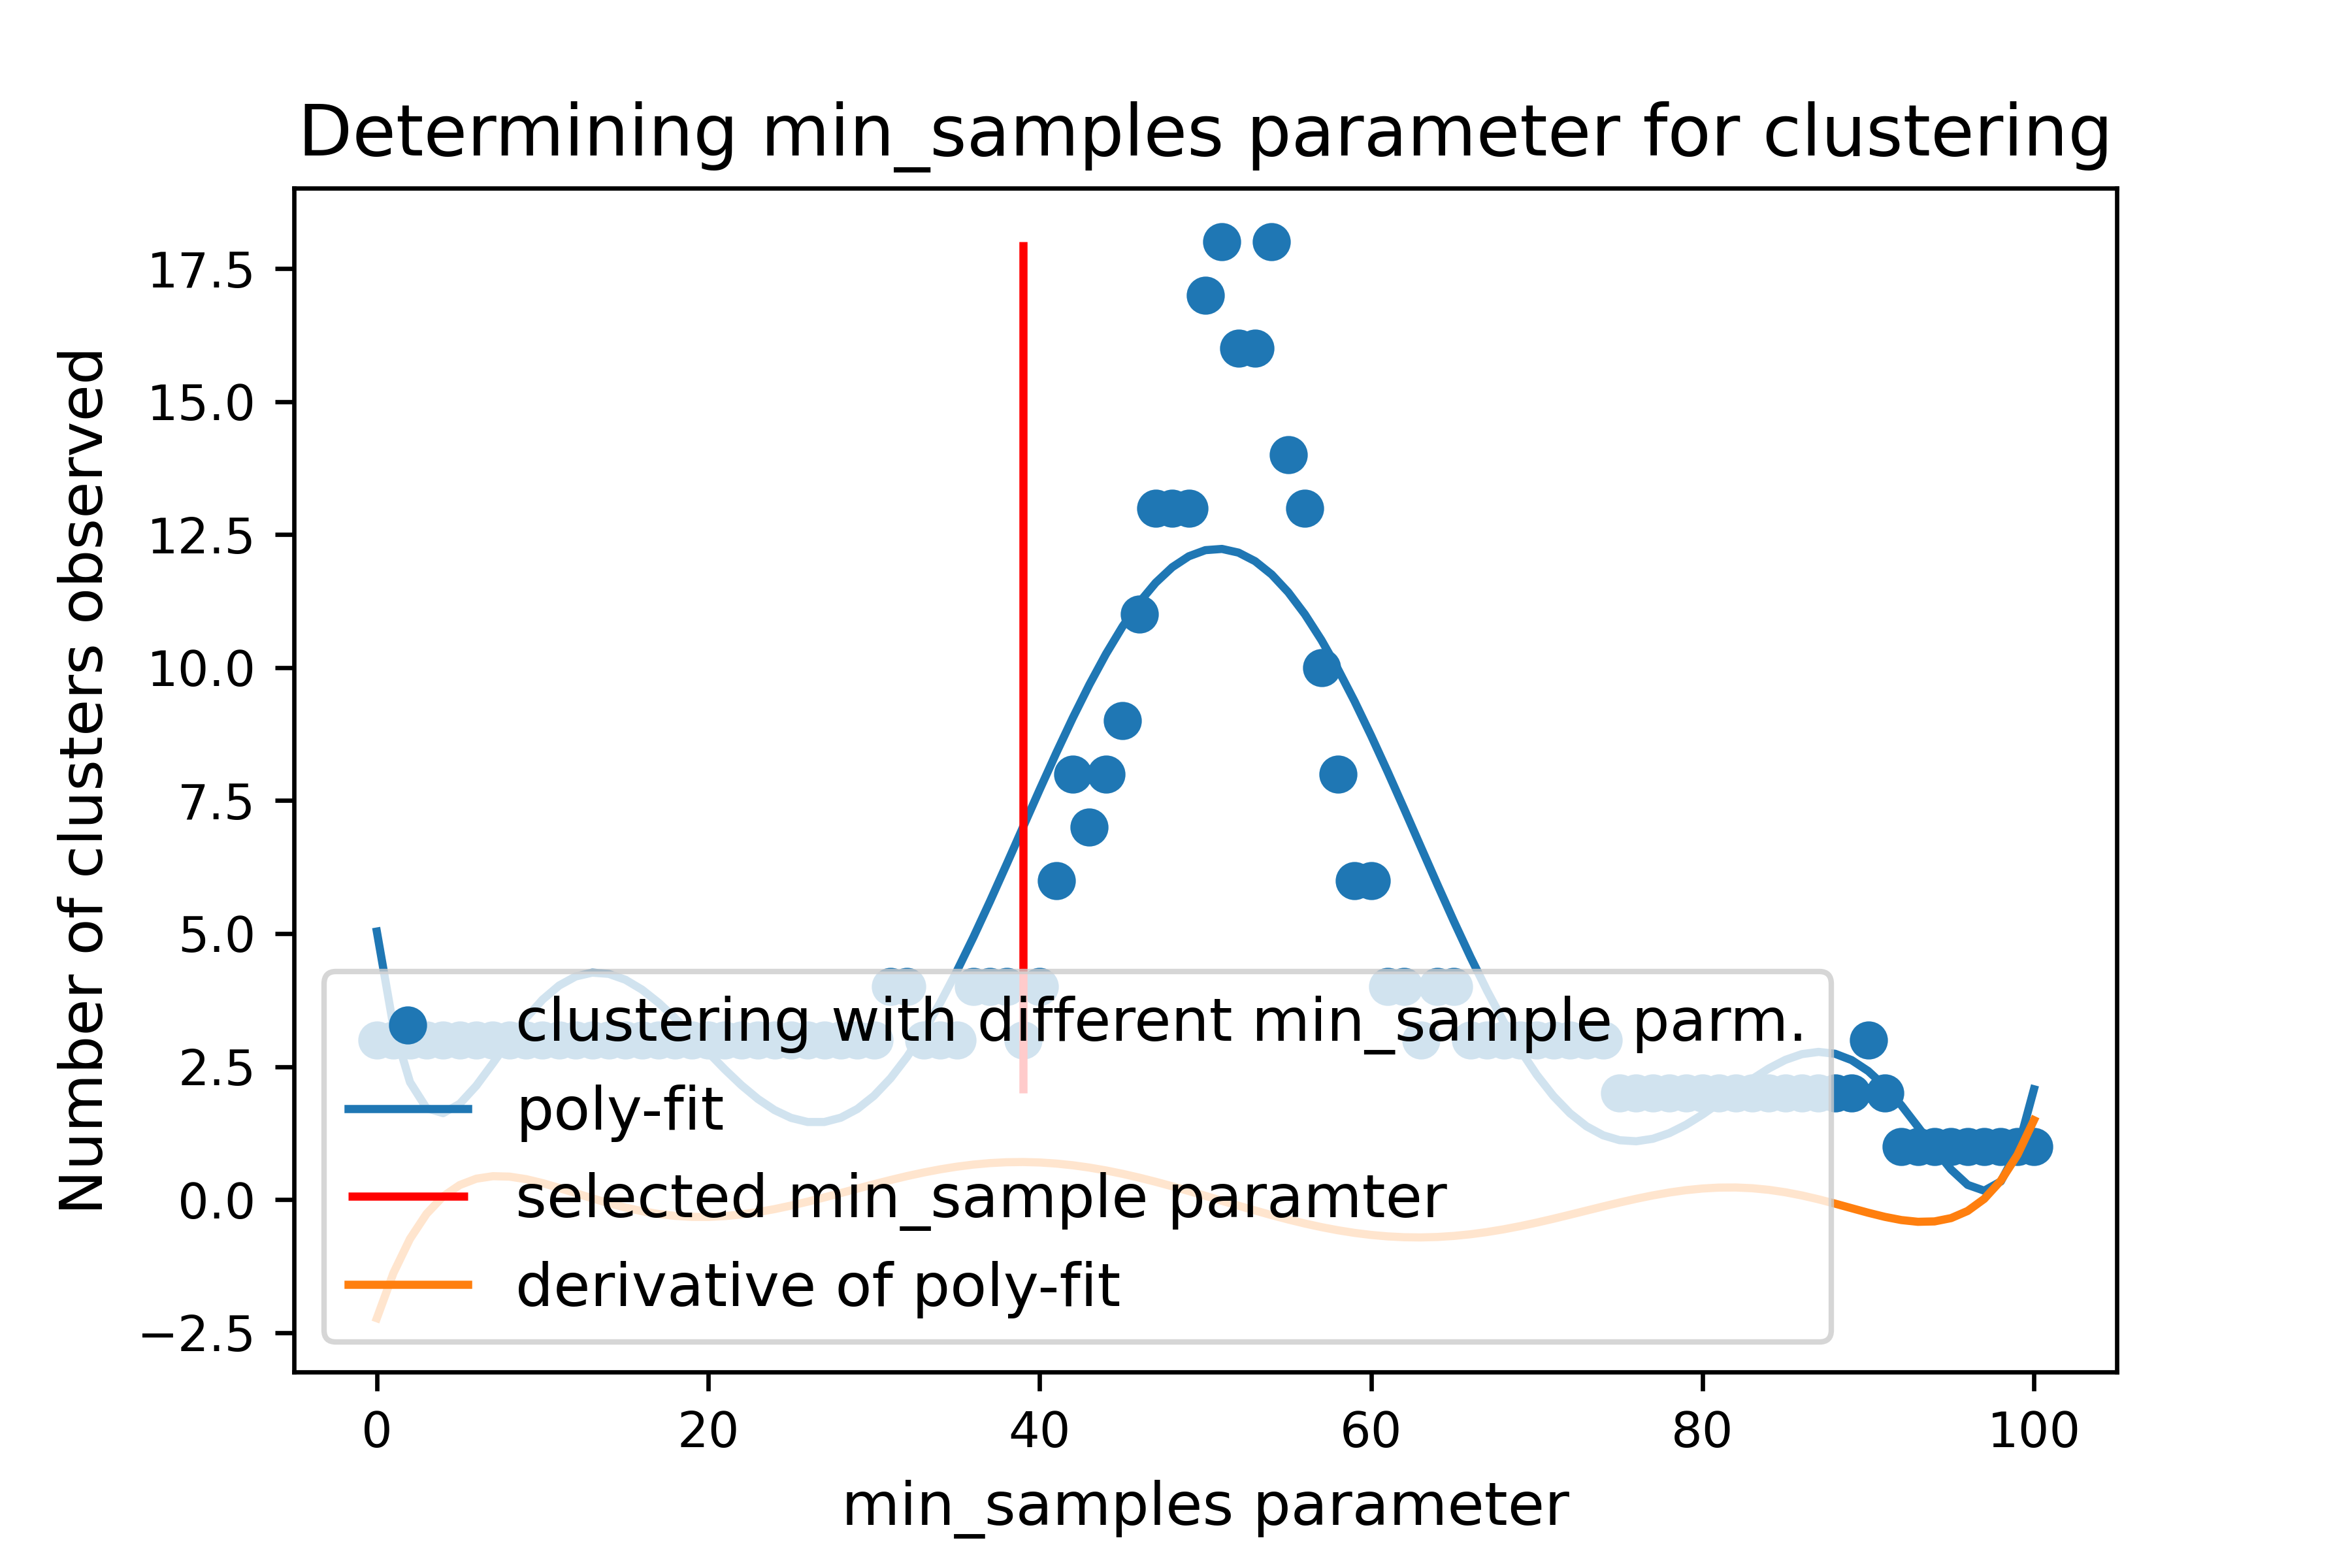 Determining min_samples parameter for clustering
Number of clusters observed
17.5
15.0
12.5
10.0
7.5
5.0
2.5
0.0
−2.5
clustering with different min_sample parm.
poly-fit
selected min_sample paramter
derivative of poly-fit
0 20 40 60 80 100
min_samples parameter